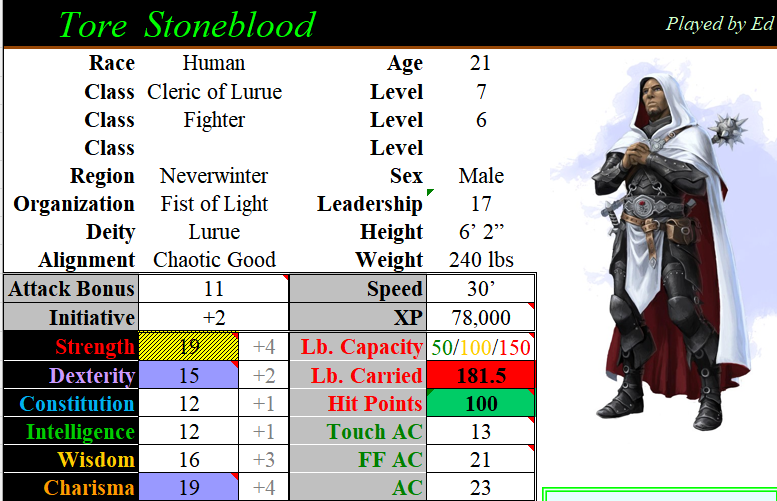 Tore Stoneblood Played by Ed
Race Human Age 21
Class Cleric of Lurue Level 7
Class Fighter Level 6
Class Level
Region Neverwinter Sex Male
Organization Fist of Light Leadership 17
Deity Lurue Height 6’ 2”
Alignment Chaotic Good Weight 240 lbs
Attack Bonus 11 Speed 30’
Initiative +2 XP 78,000
Strength 19 +4 Lb. Capacity 50/100/150
Dexterity 15 +2 Lb. Carried 181.5
Constitution 12 +1 Hit Points 100
Intelligence 12 +1 Touch AC 13
Wisdom 16 +3 FF AC 21
Charisma 19 +4 AC 23